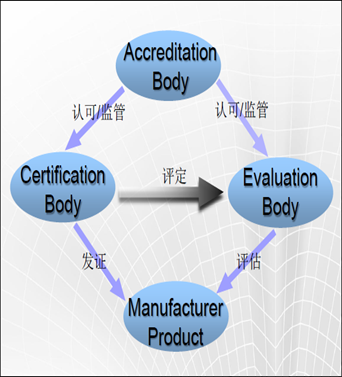 Accreditation
Body
认可/监管
认可/监管
Certification
Body
评定
Evaluation
Body
发证
评估
Manufacturer
Product